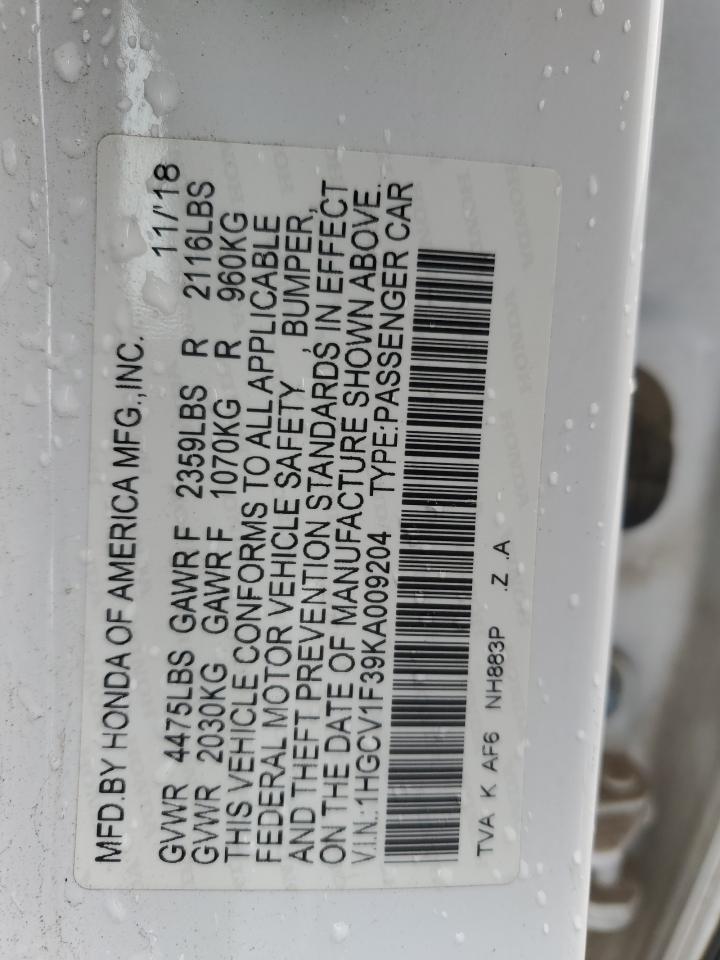 MFD.BY HONDA OF AMERICA MFG.,INC. 11/18
GVWR 4475LBS GAWR F 2359LBS R 2116LBS
GVWR 2030KG GAWR F 1070KG R 960KG
THIS VEHICLE CONFORMS TO ALL APPLICABLE
FEDERAL MOTOR VEHICLE SAFETY , BUMPER,
AND THEFT PREVENTION STANDARDS IN EFFECT
ON THE DATE OF MANUFACTURE SHOWN ABOVE.
V.I.N.:1HGCV1F39KA009204 TYPE:PASSENGER CAR
TVA K AF6 NH883P .Z .A
HONDA